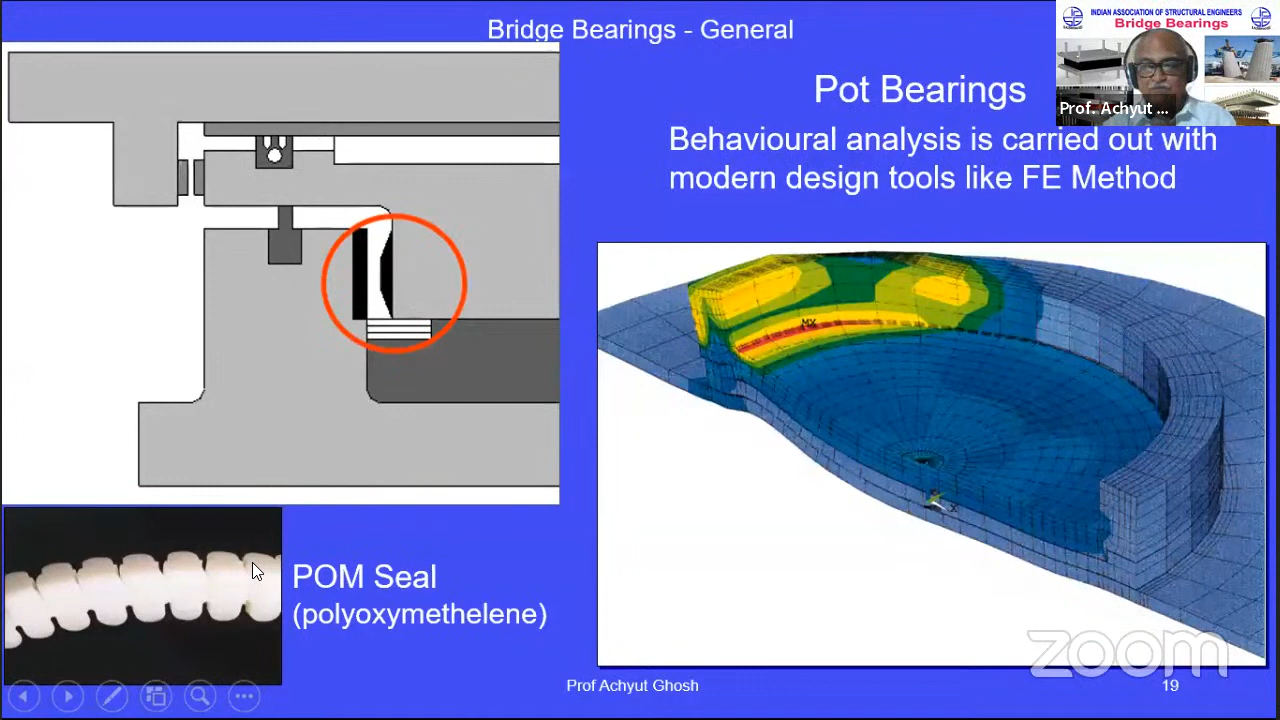 Bridge Bearings - General
INDIAN ASSOCIATION OF STRUCTURAL ENGINEERS
Bridge Bearings
Prof. Achyut ...
Pot Bearings
Behavioural analysis is carried out with
modern design tools like FE Method
MX
X
POM Seal
(polyoxymethelene)
zoom
Prof Achyut Ghosh
19